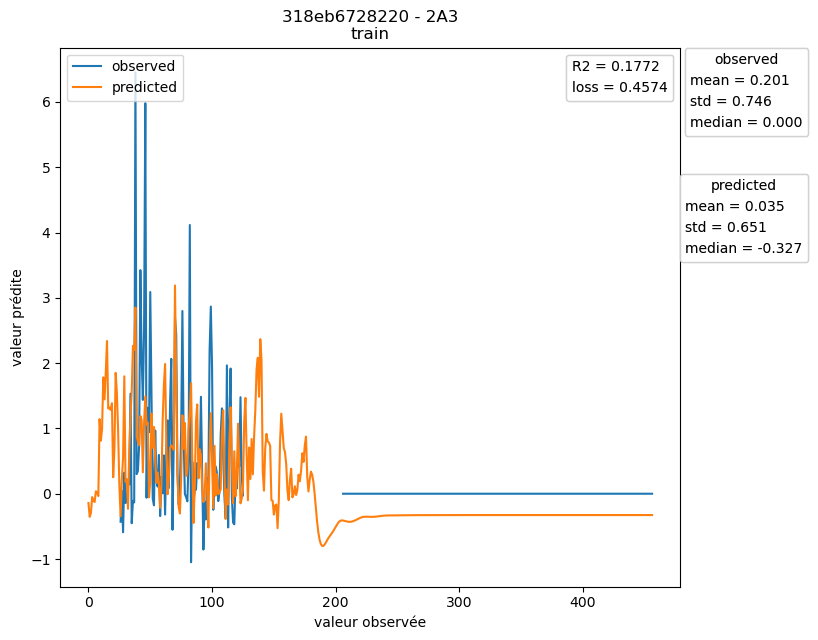 318eb6728220 - 2A3
train
observed
predicted
R2 = 0.1772
loss = 0.4574
observed
mean = 0.201
std = 0.746
median = 0.000
predicted
mean = 0.035
std = 0.651
median = -0.327
valeur prédite
6
5
4
3
2
1
0
−1
0
100
200
300
400
valeur observée